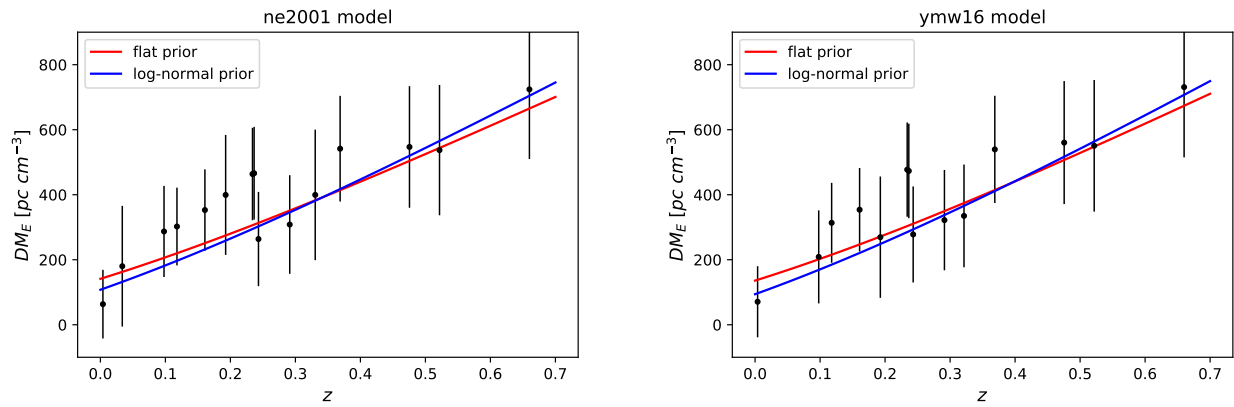 ne2001 model
flat prior
log-normal prior
800
600
400
200
0
DM_E [pc cm⁻³]
0.0 0.1 0.2 0.3 0.4 0.5 0.6 0.7
z
ymw16 model
flat prior
log-normal prior
800
600
400
200
0
DM_E [pc cm⁻³]
0.0 0.1 0.2 0.3 0.4 0.5 0.6 0.7
z